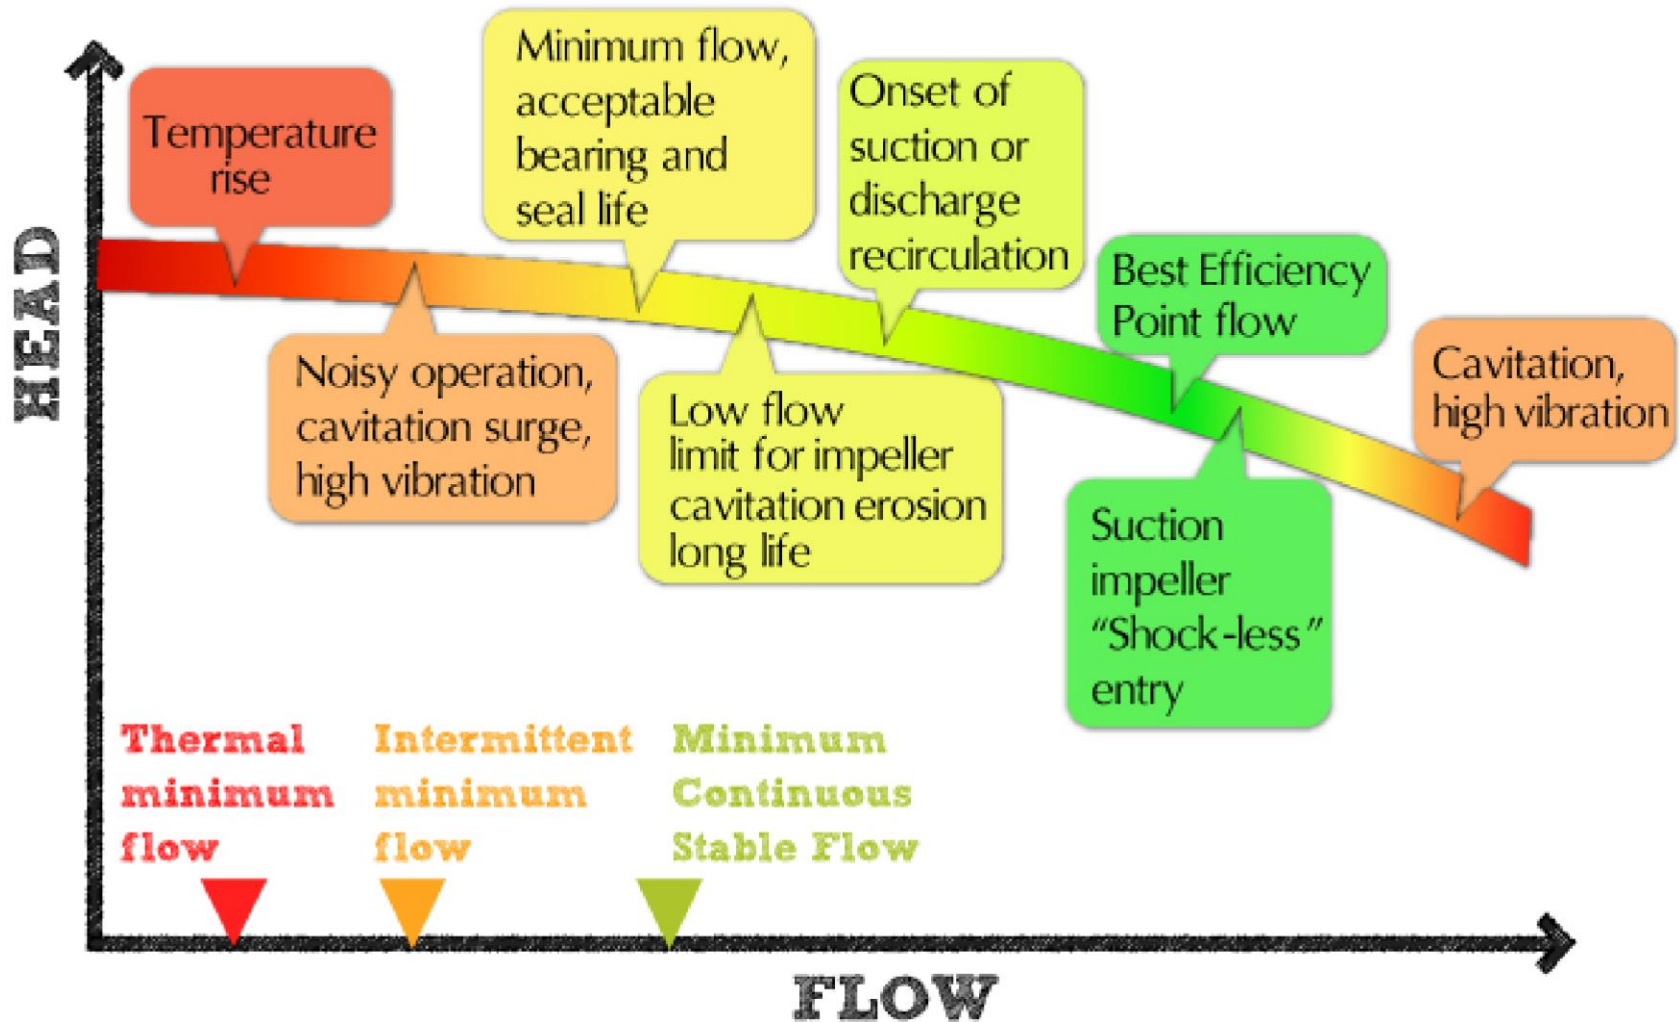 HEAD
Temperature
rise
Minimum flow,
acceptable
bearing and
seal life
Onset of
suction or
discharge
recirculation
Best Efficiency
Point flow
Cavitation,
high vibration
Noisy operation,
cavitation surge,
high vibration
Low flow
limit for impeller
cavitation erosion
long life
Suction
impeller
“Shock-less”
entry
Thermal
minimum
flow
Intermittent
minimum
flow
Minimum
Continuous
Stable Flow
FLOW